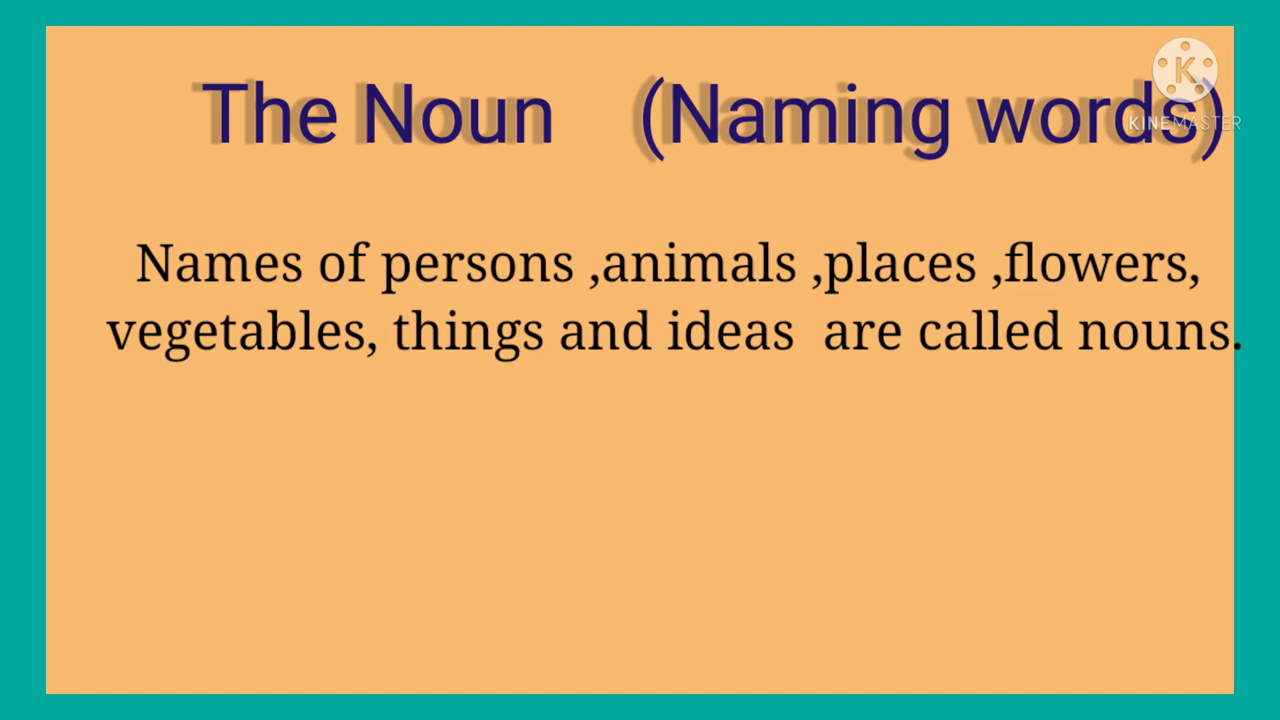 The Noun (Naming words)
KINEMASTER
Names of persons ,animals ,places ,flowers,
vegetables, things and ideas are called nouns.